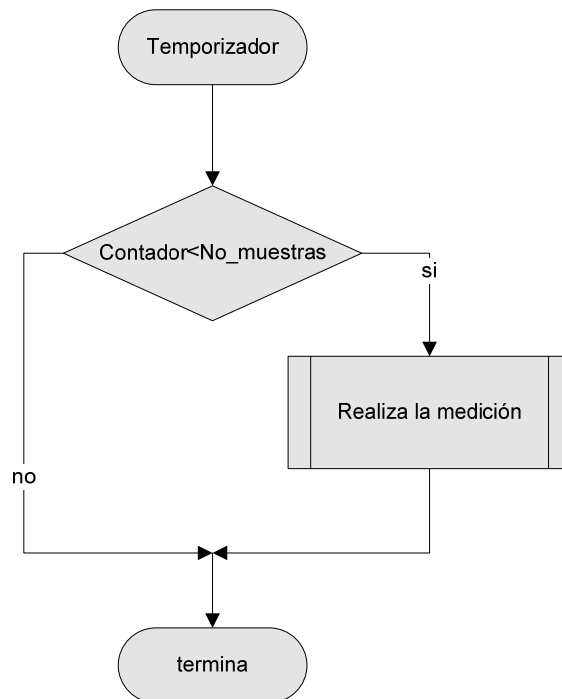 Temporizador
Contador<No_muestras
si
Realiza la medición
no
termina